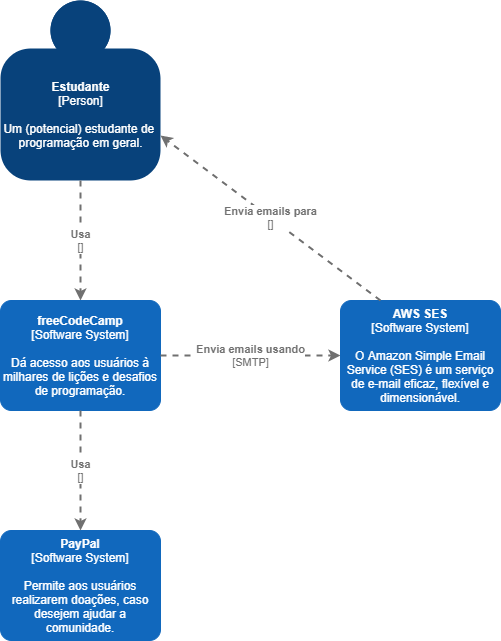 Estudante
[Person]
Um (potencial) estudante de
programação em geral.
Envia emails para
[]
Usa
[]
freeCodeCamp
[Software System]
Dá acesso aos usuários à
milhares de lições e desafios
de programação.
Envia emails usando
[SMTP]
AWS SES
[Software System]
O Amazon Simple Email
Service (SES) é um serviço
de e-mail eficaz, flexível e
dimensionável.
Usa
[]
PayPal
[Software System]
Permite aos usuários
realizarem doações, caso
desejem ajudar a
comunidade.